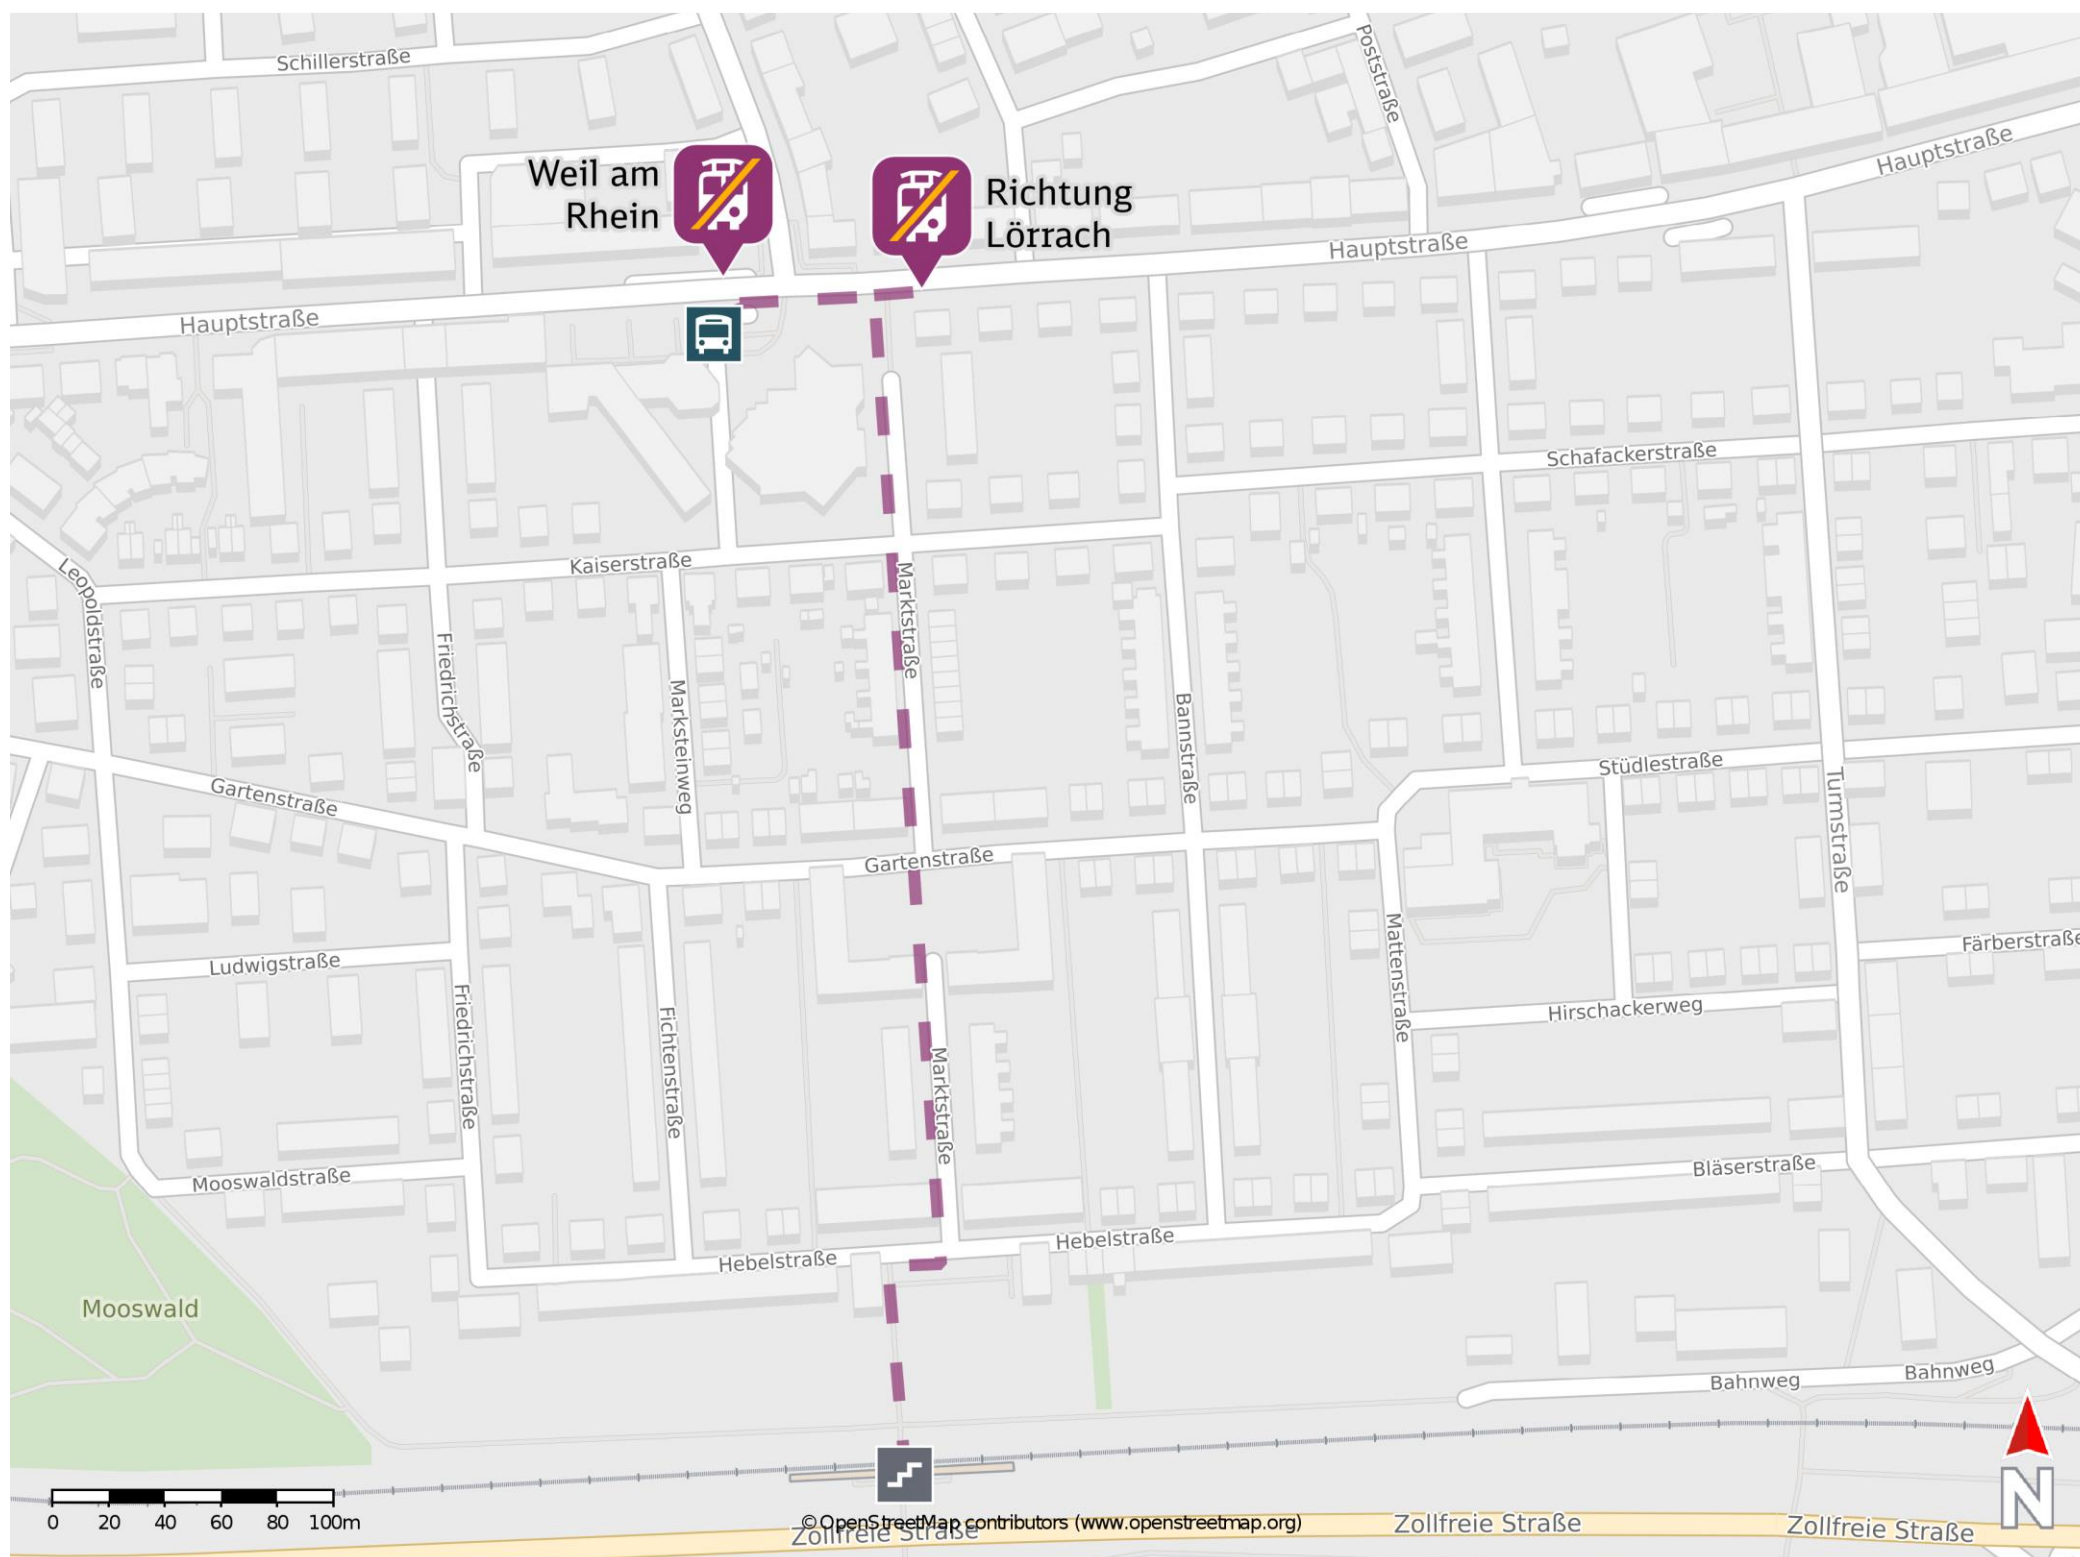 Schillerstraße
Poststraße
Hauptstraße
Weil am
Rhein
Richtung
Lörrach
Hauptstraße
Hauptstraße
Schafackerstraße
Kaiserstraße
Leopoldstraße
Marktstraße
Friedrichstraße
Marksteinweg
Bannstraße
Stüdlestraße
Turmstraße
Gartenstraße
Gartenstraße
Mattenstraße
Färberstraße
Ludwigstraße
Friedrichstraße
Fichtenstraße
Hirschackerweg
Marktstraße
Mooswaldstraße
Bläserstraße
Hebelstraße
Hebelstraße
Mooswald
Bahnweg
Bahnweg
N
0 20 40 60 80 100m
©OpenStreetMap contributors (www.openstreetmap.org)
Zollfreie Straße
Zollfreie Straße
Zollfreie Straße